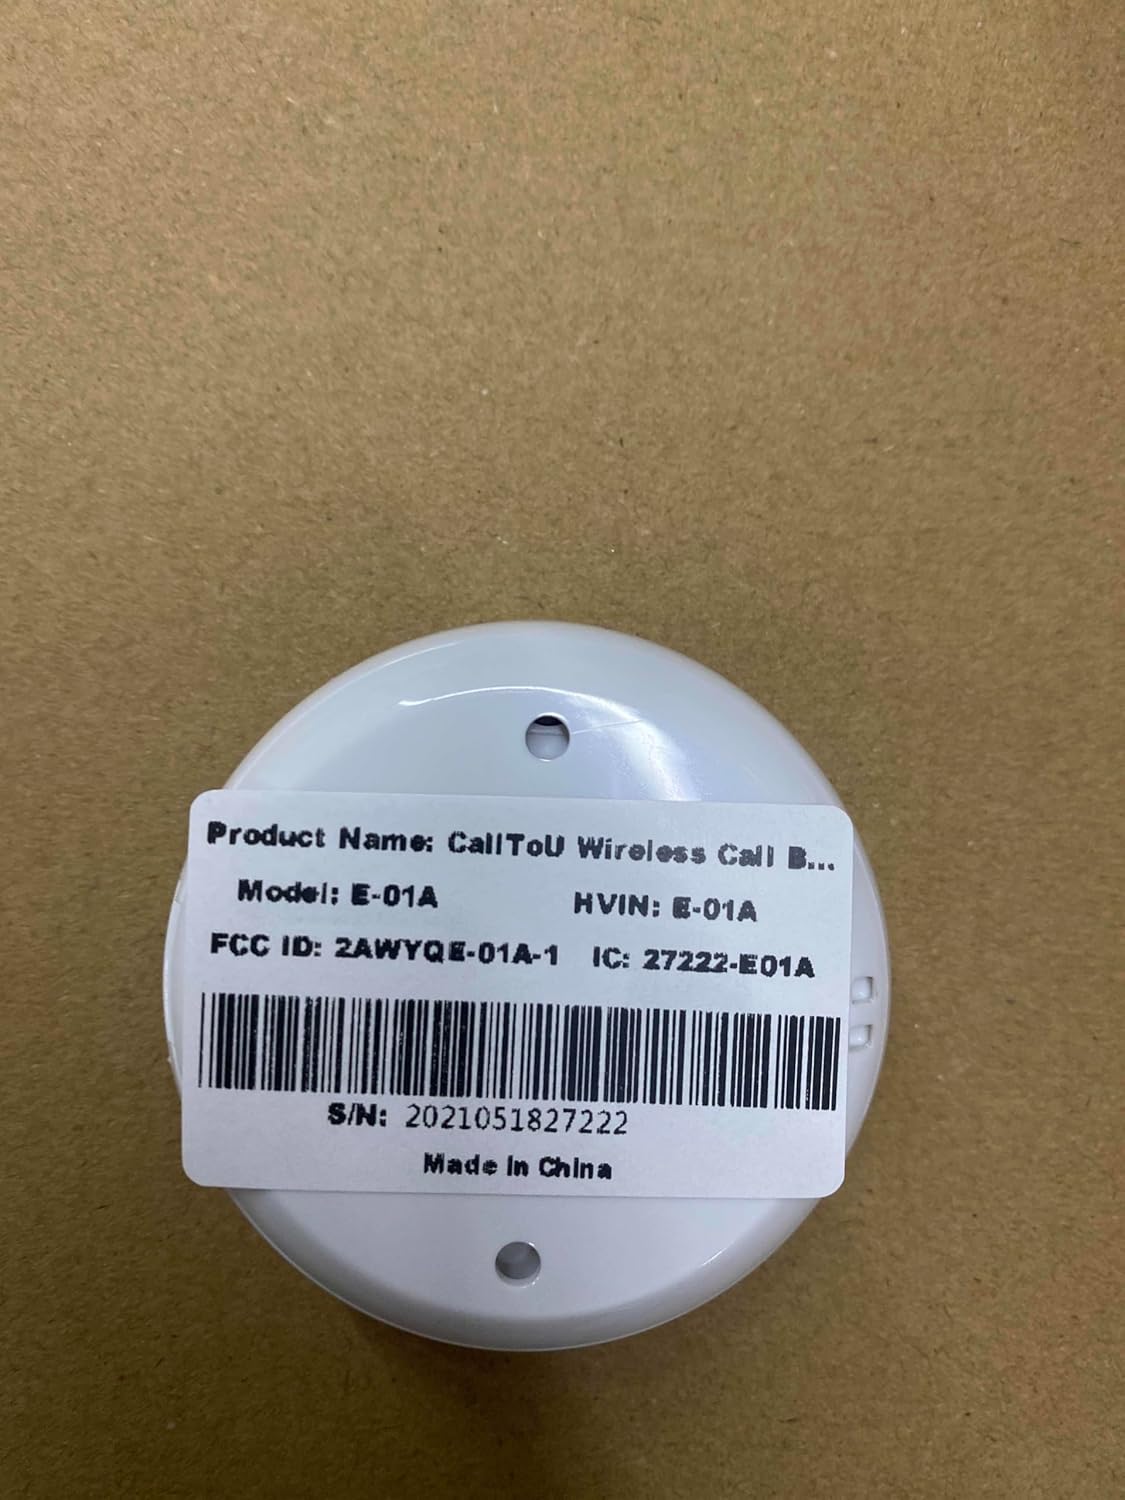 Product Name: CallToU Wireless Call B...
Model: E-01A HVIN: E-01A
FCC ID: 2AWYQE-01A-1 IC: 27222-E01A
S/N: 2021051827222
Made In China